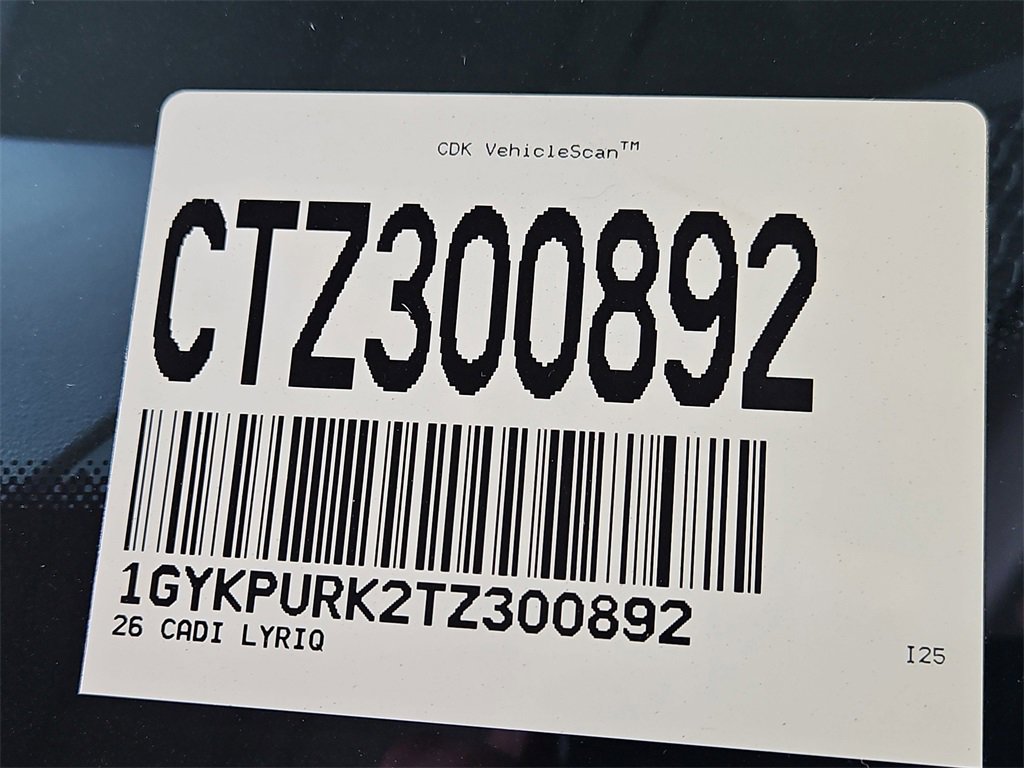 CDK VehicleScan™
CTZ300892
1GYKPURK2TZ300892
26 CADI LYRIQ
I25